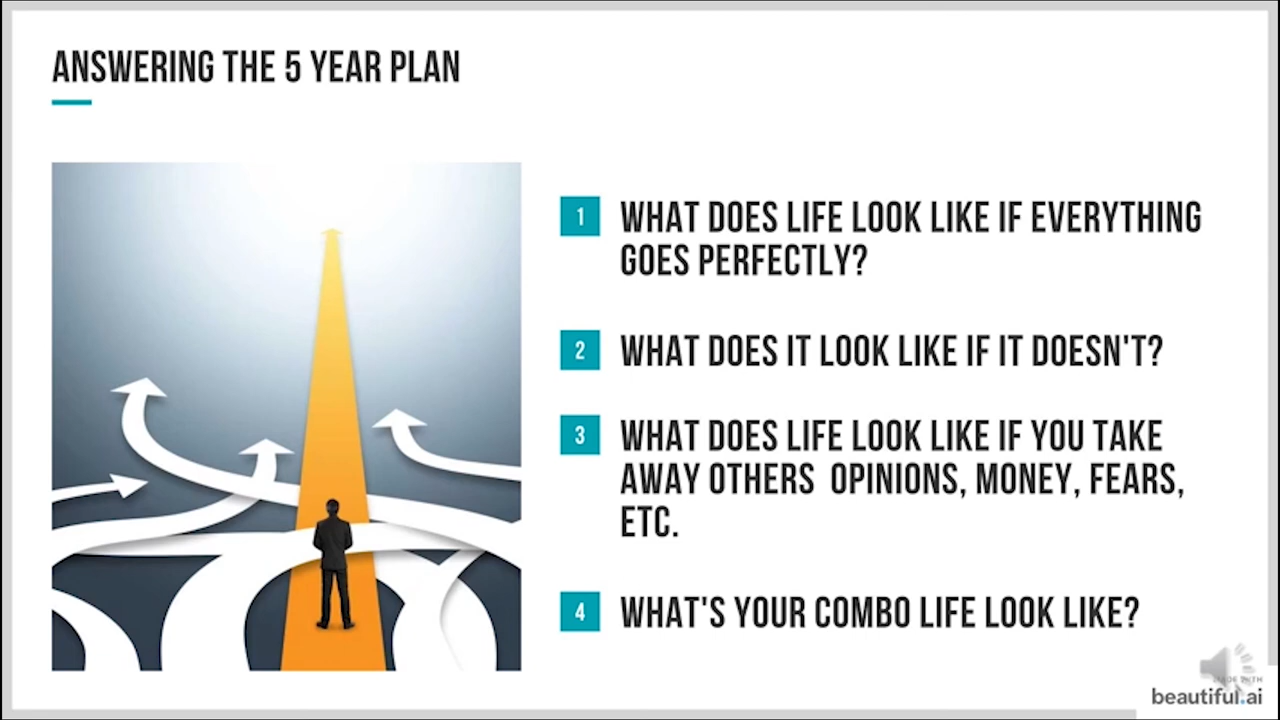 ANSWERING THE 5 YEAR PLAN
1
WHAT DOES LIFE LOOK LIKE IF EVERYTHING
GOES PERFECTLY?
2
WHAT DOES IT LOOK LIKE IF IT DOESN'T?
3
WHAT DOES LIFE LOOK LIKE IF YOU TAKE
AWAY OTHERS  OPINIONS, MONEY, FEARS,
ETC.
4
WHAT'S YOUR COMBO LIFE LOOK LIKE?
MADE WITH
beautiful.ai